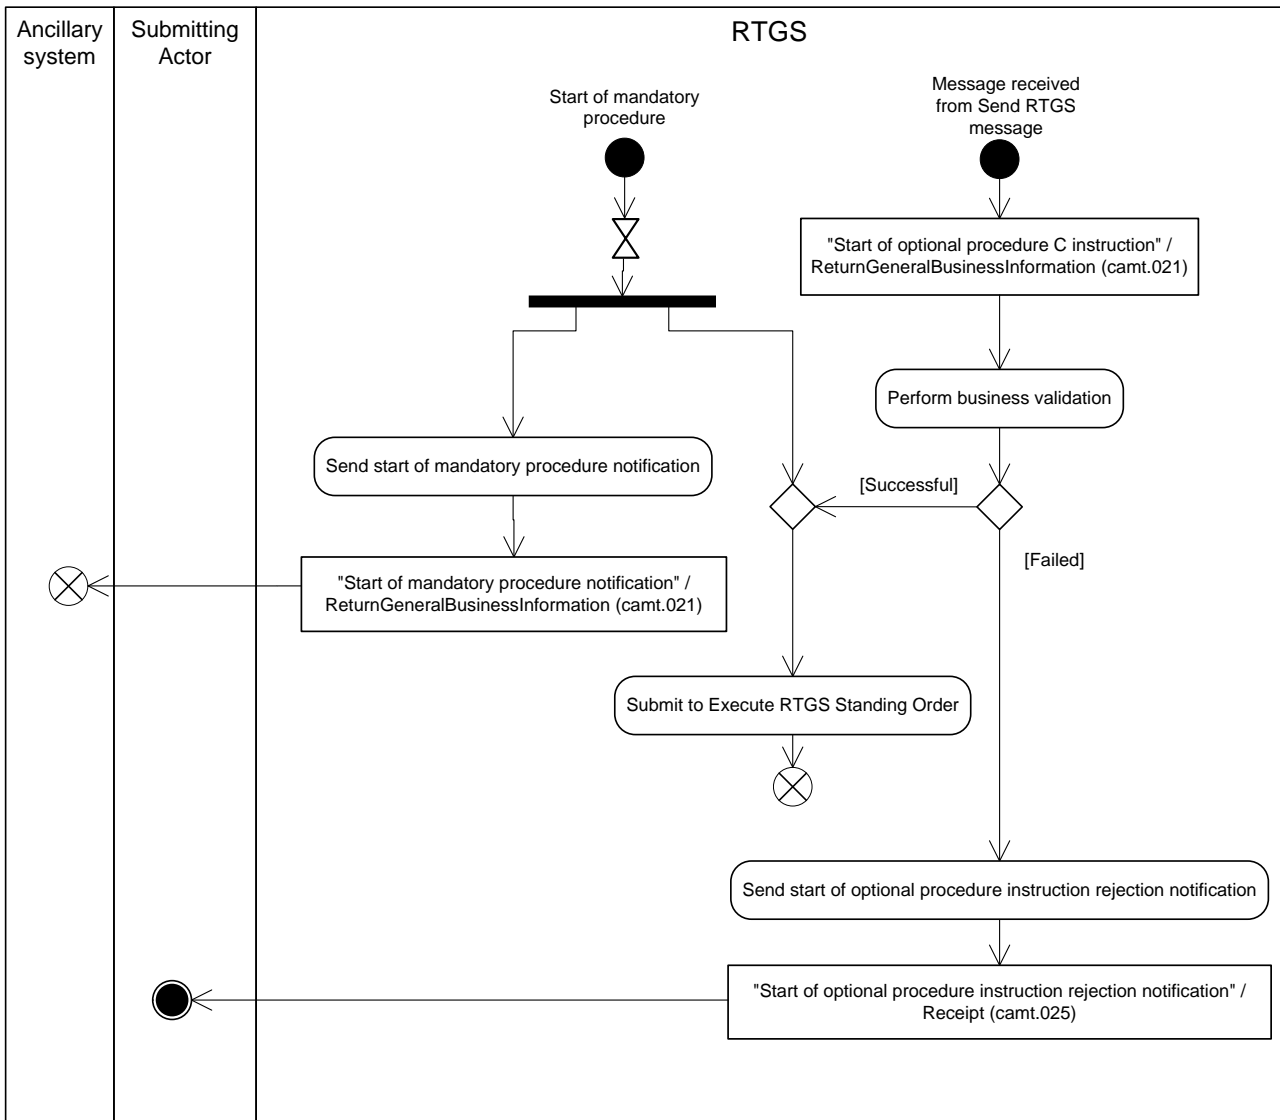 Ancillary
system
Submitting
Actor
RTGS
Start of mandatory
procedure
Message received
from Send RTGS
message
"Start of optional procedure C instruction" /
ReturnGeneralBusinessInformation (camt.021)
Perform business validation
Send start of mandatory procedure notification
[Successful]
[Failed]
"Start of mandatory procedure notification" /
ReturnGeneralBusinessInformation (camt.021)
Submit to Execute RTGS Standing Order
Send start of optional procedure instruction rejection notification
"Start of optional procedure instruction rejection notification" /
Receipt (camt.025)